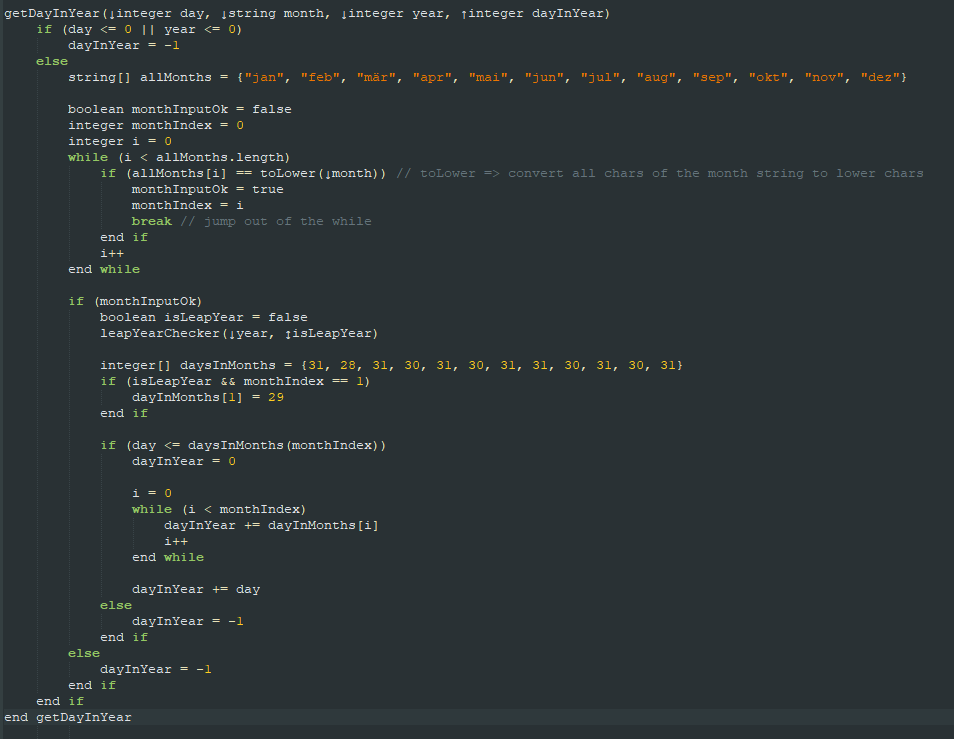 getDayInYear(↓integer day, ↓string month, ↓integer year, ↑integer dayInYear)
    if (day <= 0 || year <= 0)
        dayInYear = -1
    else
        string[] allMonths = {"jan", "feb", "mär", "apr", "mai", "jun", "jul", "aug", "sep", "okt", "nov", "dez"}

        boolean monthInputOk = false
        integer monthIndex = 0
        integer i = 0
        while (i < allMonths.length)
            if (allMonths[i] == toLower(↓month)) // toLower => convert all chars of the month string to lower chars
                monthInputOk = true
                monthIndex = i
                break // jump out of the while
            end if
            i++
        end while

        if (monthInputOk)
            boolean isLeapYear = false
            leapYearChecker(↓year, ↕isLeapYear)

            integer[] daysInMonths = {31, 28, 31, 30, 31, 30, 31, 31, 30, 31, 30, 31}
            if (isLeapYear && monthIndex == 1)
                dayInMonths[1] = 29
            end if

            if (day <= daysInMonths(monthIndex))
                dayInYear = 0

                i = 0
                while (i < monthIndex)
                    dayInYear += dayInMonths[i]
                    i++
                end while

                dayInYear += day
            else
                dayInYear = -1
            end if
        else
            dayInYear = -1
        end if
    end if
end getDayInYear